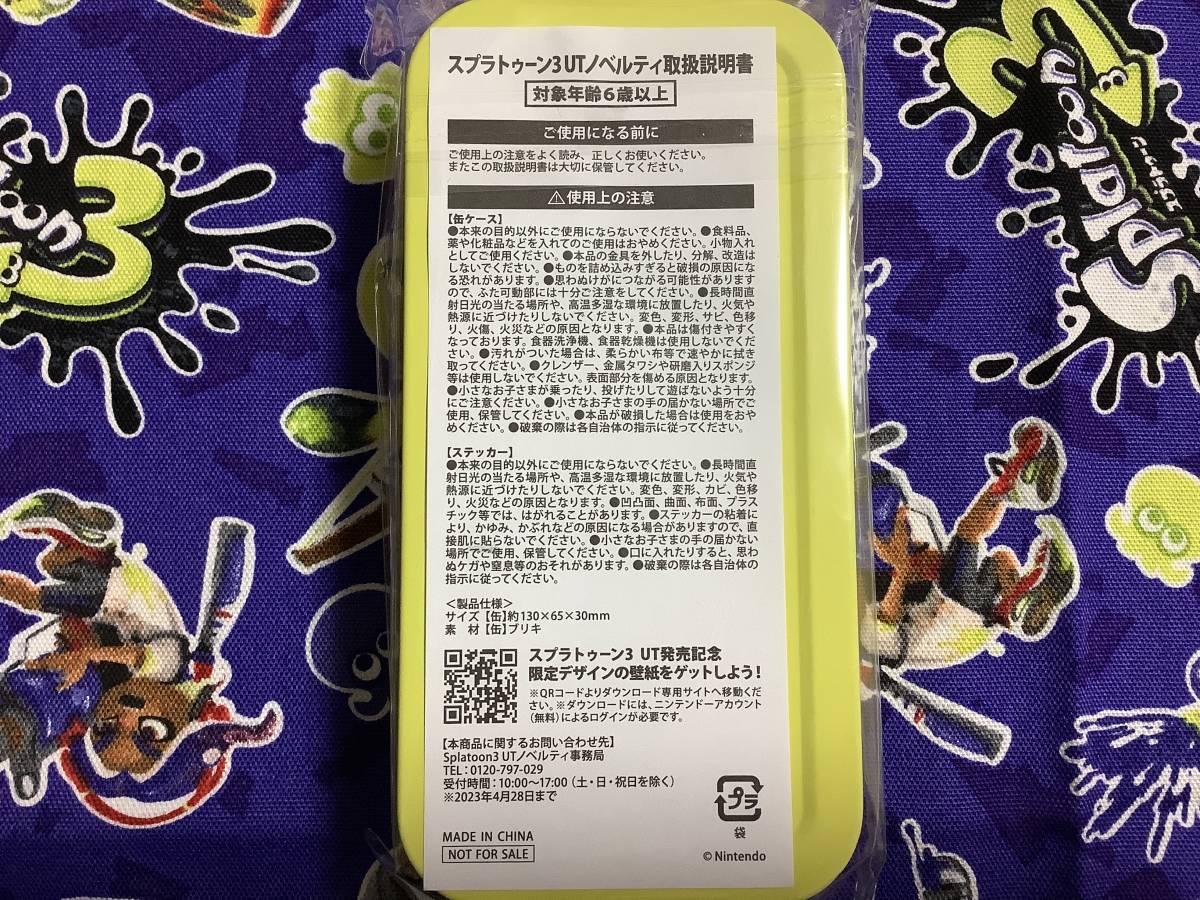 スプラトゥーン3 UTノベルティ取扱説明書
対象年齢6歳以上
ご使用になる前に
ご使用上の注意をよく読み、正しくお使いください。
またこの取扱説明書は大切に保管してください。
⚠使用上の注意
【缶ケース】
●本来の目的以外にご使用にならないでください。●食料品、
薬や化粧品などを入れてのご使用はおやめください。小物入れ
としてご使用ください。●本品の金具を外したり、分解、改造は
しないでください。●ものを詰め込みすぎると破損の原因にな
る恐れがあります。●思わぬけがにつながる可能性があります
ので、ふた可動部には十分ご注意をしてください。●長時間直
射日光の当たる場所や、高温多湿な環境に放置したり、火気や
熱源に近づけたりしないでください。変色、変形、サビ、色移
り、火傷、火災などの原因となります。●本品は傷付きやすく
なっております。食器洗浄機、食器乾燥機は使用しないでくだ
さい。●汚れがついた場合は、柔らかい布等で速やかに拭き
取ってください。●クレンザー、金属タワシや研磨入りスポンジ
等は使用しないでください。表面部分を傷める原因となります。
●小さなお子さまが乗ったり、投げたりして遊ばないよう十分
にご注意ください。●小さなお子さまの手の届かない場所でご
使用、保管してください。●本品が破損した場合は使用をおや
めください。●破棄の際は各自治体の指示に従ってください。
【ステッカー】
●本来の目的以外にご使用にならないでください。●長時間直
射日光の当たる場所や、高温多湿な環境に放置したり、火気や
熱源に近づけたりしないでください。変色、変形、カビ、色移
り、火災などの原因となります。●凹凸面、曲面、布面、プラス
チック等では、はがれることがあります。●ステッカーの粘着
により、かゆみ、かぶれなどの原因になる場合がありますので、直
接肌に貼らないでください。●小さなお子さまの手の届かない
場所でご使用、保管してください。●口に入れたりすると、思わ
ぬケガや窒息等のおそれがあります。●破棄の際は各自治体の
指示に従ってください。
＜製品仕様＞
サイズ【缶】約130×65×30mm
素 材【缶】ブリキ
スプラトゥーン3 UT発売記念
限定デザインの壁紙をゲットしよう！
※QRコードよりダウンロード専用サイトへ移動くだ
さい。※ダウンロードには、ニンテンドーアカウント
（無料）によるログインが必要です。
【本商品に関するお問い合わせ先】
Splatoon3 UTノベルティ事務局
TEL：0120-797-029
受付時間：10:00～17:00（土・日・祝日を除く）
※2023年4月28日まで
プラ
袋
MADE IN CHINA
NOT FOR SALE
© Nintendo
3
Splatoon
スプラトゥーン
3
oon